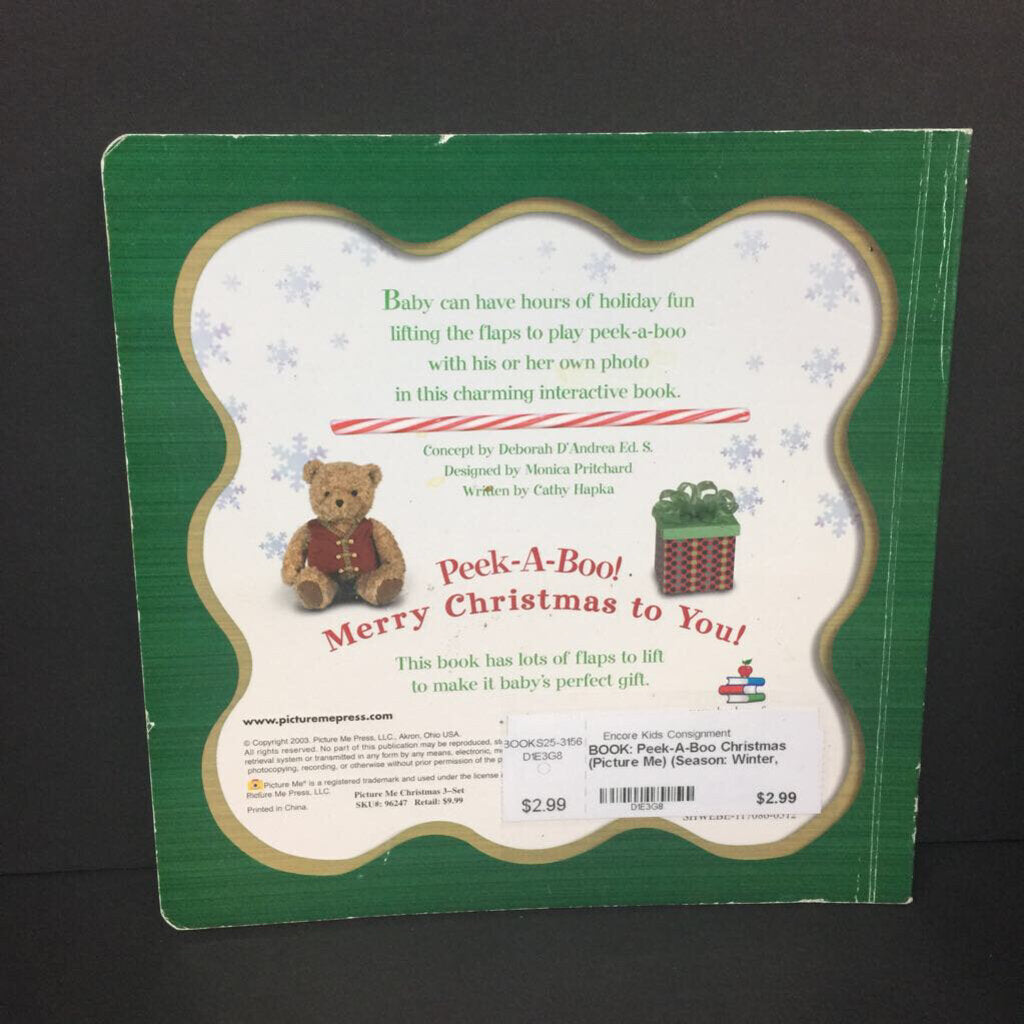 Baby can have hours of holiday fun
lifting the flaps to play peek-a-boo
with his or her own photo
in this charming interactive book.
Concept by Deborah D'Andrea Ed. S.
Designed by Monica Pritchard
Written by Cathy Hapka
Peek-A-Boo!
Merry Christmas to You!
This book has lots of flaps to lift
to make it baby's perfect gift.
www.picturemepress.com
© Copyright 2003. Picture Me Press, LLC., Akron, Ohio USA.
All rights reserved. No part of this publication may be reproduced,
retrieval system or transmitted in any form by any means, electronic,
photocopying, recording, or otherwise without prior permission of the
Picture Me® is a registered trademark and used under the license
Picture Me Press, LLC.
Printed in China.
Picture Me Christmas 3-Set
SKU#: 96247 Retail: $9.99
BOOKS25-3156
D1E3G8
$2.99
Encore Kids Consignment
BOOK: Peek-A-Boo Christmas
(Picture Me) (Season: Winter,
D1E3G8
$2.99